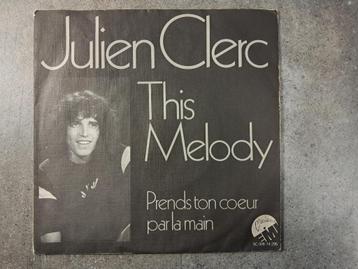 Julien Clerc
This
Melody
Prends ton coeur
par la main